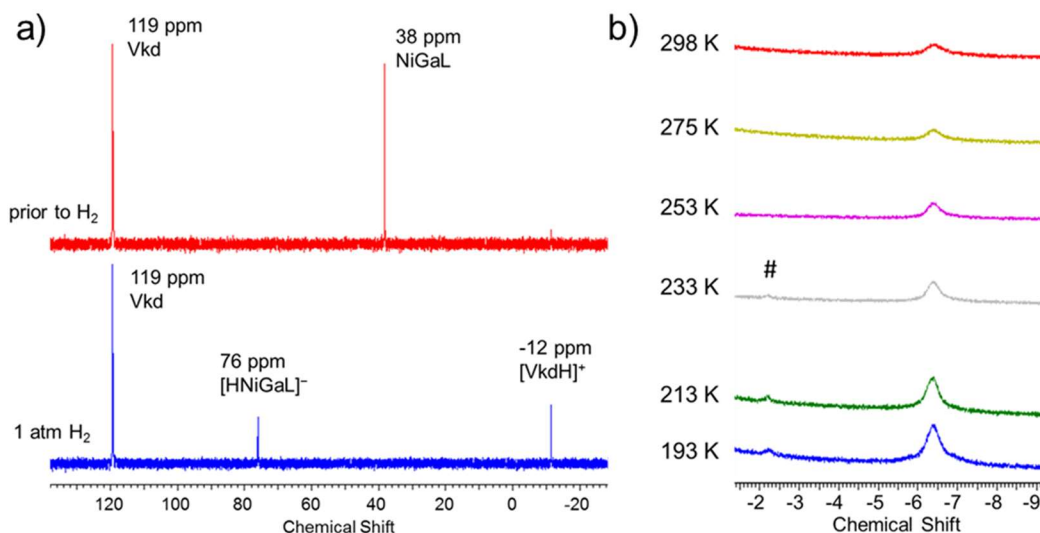 a)
119 ppm
Vkd
38 ppm
NiGaL
prior to H₂
119 ppm
Vkd
76 ppm
[HNiGaL]⁻
-12 ppm
[VkdH]⁺
1 atm H₂
120 100 80 60 40 20 0 -20
Chemical Shift
b)
298 K
275 K
253 K
#
233 K
213 K
193 K
-2 -3 -4 -5 -6 -7 -8 -9
Chemical Shift